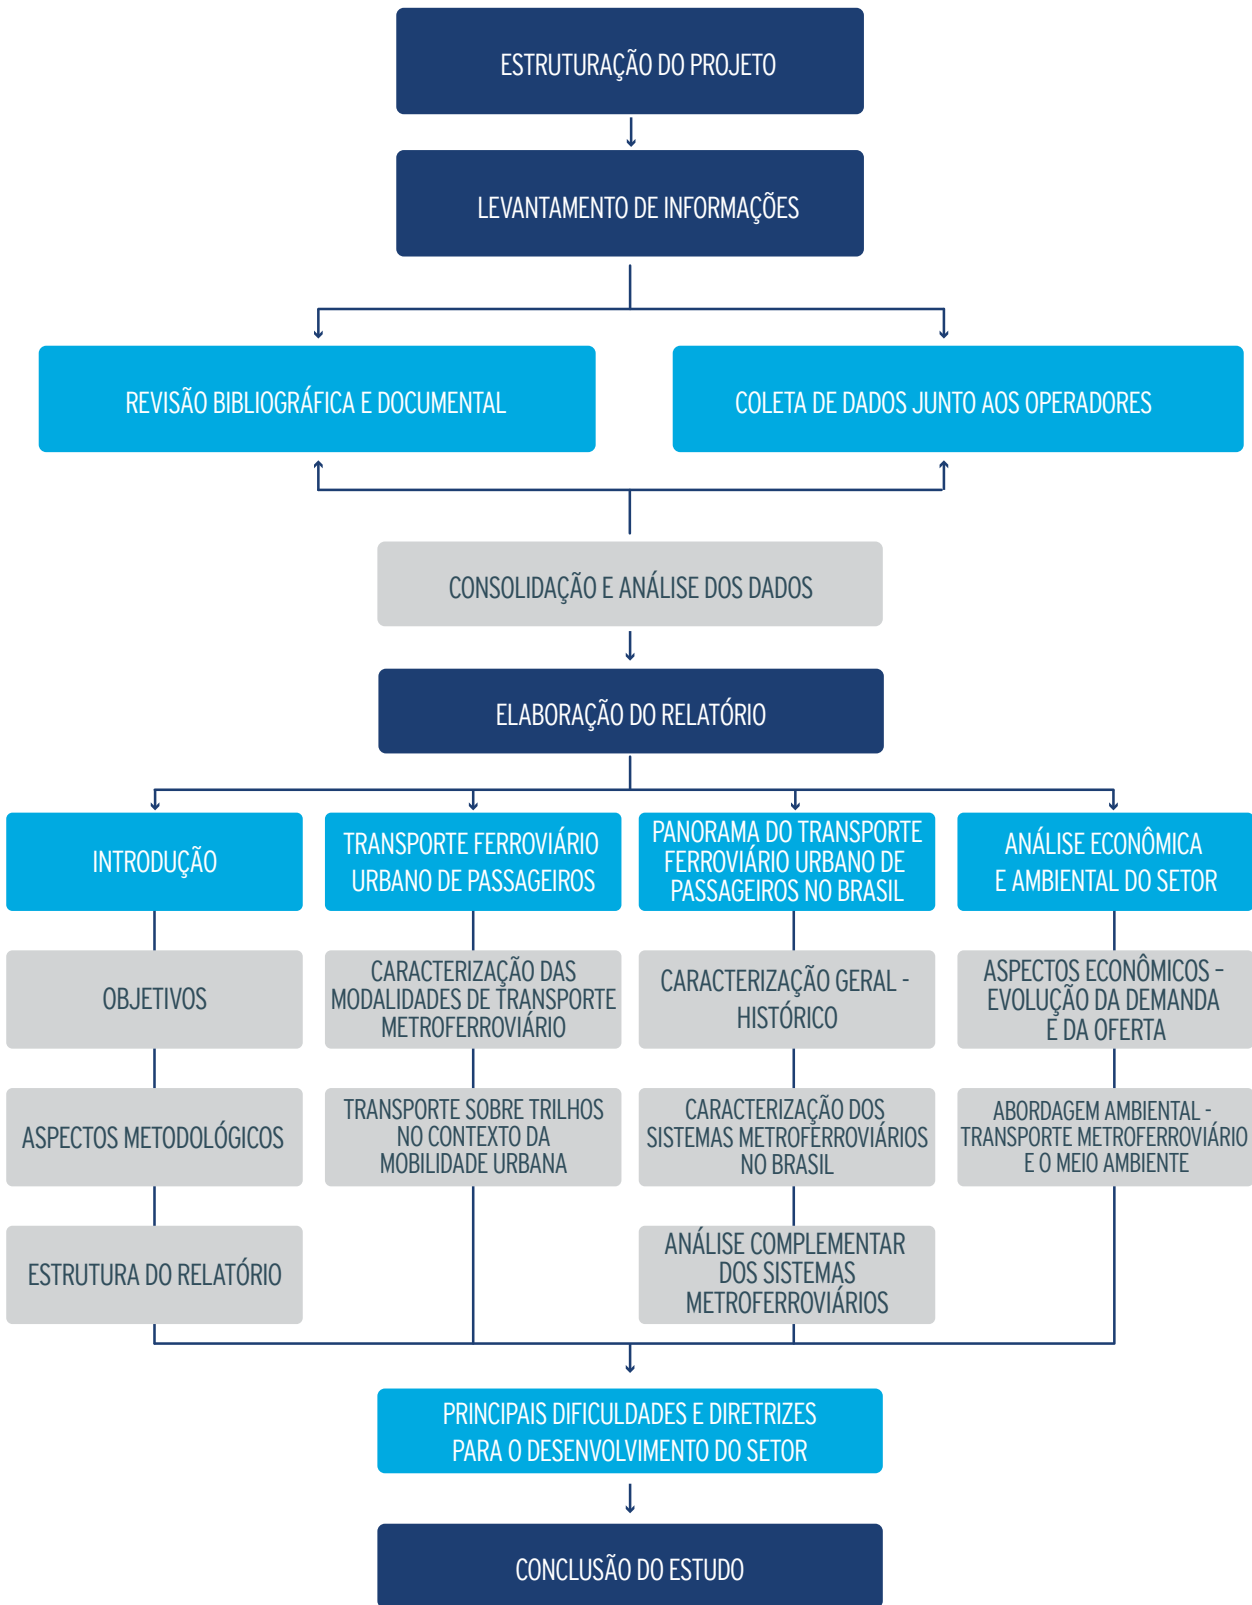 ESTRUTURAÇÃO DO PROJETO
LEVANTAMENTO DE INFORMAÇÕES
REVISÃO BIBLIOGRÁFICA E DOCUMENTAL
COLETA DE DADOS JUNTO AOS OPERADORES
CONSOLIDAÇÃO E ANÁLISE DOS DADOS
ELABORAÇÃO DO RELATÓRIO
INTRODUÇÃO
OBJETIVOS
ASPECTOS METODOLÓGICOS
ESTRUTURA DO RELATÓRIO
TRANSPORTE FERROVIÁRIO
URBANO DE PASSAGEIROS
CARACTERIZAÇÃO DAS
MODALIDADES DE TRANSPORTE
METROFERROVIÁRIO
TRANSPORTE SOBRE TRILHOS
NO CONTEXTO DA
MOBILIDADE URBANA
PANORAMA DO TRANSPORTE
FERROVIÁRIO URBANO DE
PASSAGEIROS NO BRASIL
CARACTERIZAÇÃO GERAL -
HISTÓRICO
CARACTERIZAÇÃO DOS
SISTEMAS METROFERROVIÁRIOS
NO BRASIL
ANÁLISE COMPLEMENTAR
DOS SISTEMAS
METROFERROVIÁRIOS
ANÁLISE ECONÔMICA
E AMBIENTAL DO SETOR
ASPECTOS ECONÔMICOS –
EVOLUÇÃO DA DEMANDA
E DA OFERTA
ABORDAGEM AMBIENTAL -
TRANSPORTE METROFERROVIÁRIO
E O MEIO AMBIENTE
PRINCIPAIS DIFICULDADES E DIRETRIZES
PARA O DESENVOLVIMENTO DO SETOR
CONCLUSÃO DO ESTUDO